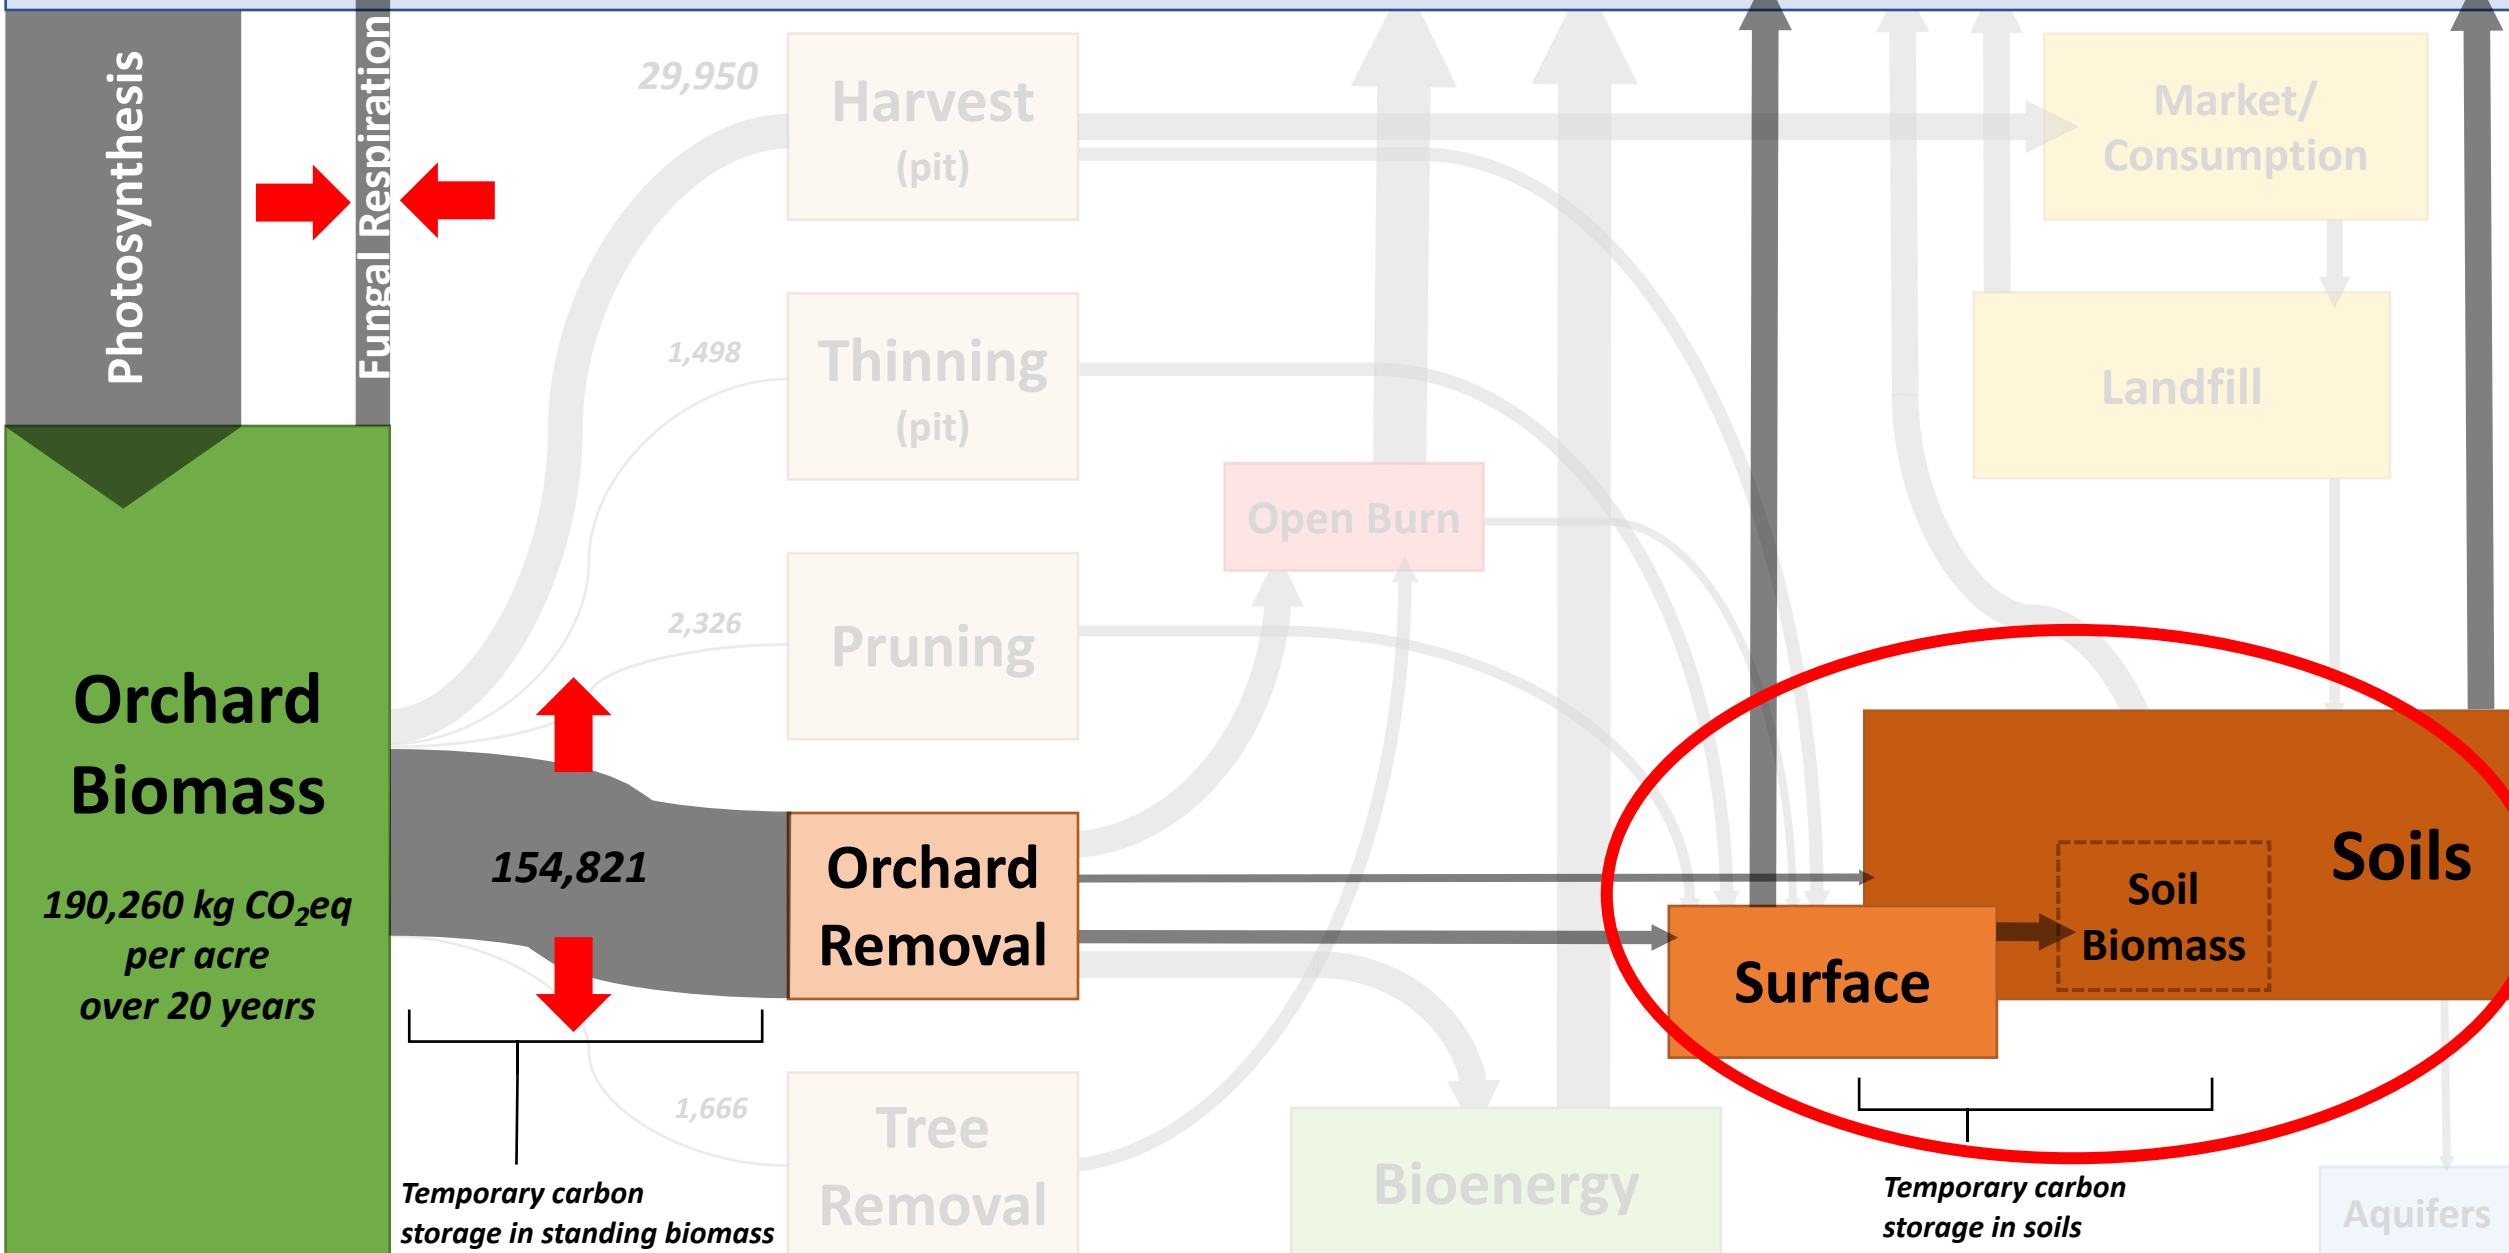 Photosynthesis
Fungal Respiration
29,950
Harvest
(pit)
Market/
Consumption
1,498
Thinning
(pit)
Landfill
Open Burn
2,326
Pruning
Orchard
Biomass
190,260 kg CO₂eq
per acre
over 20 years
154,821
Orchard
Removal
Soils
Soil
Biomass
Surface
1,666
Tree
Removal
Bioenergy
Aquifers
Temporary carbon
storage in standing biomass
Temporary carbon
storage in soils